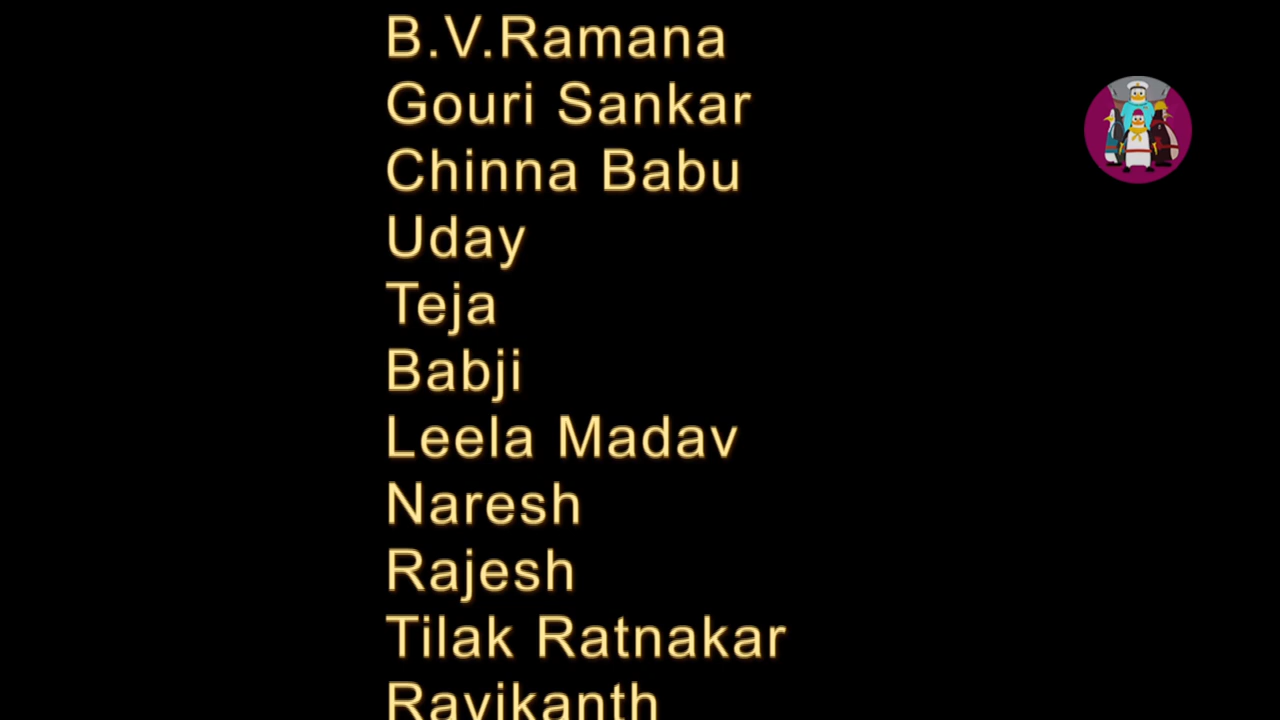 B.V.Ramana
Gouri Sankar
Chinna Babu
Uday
Teja
Babji
Leela Madav
Naresh
Rajesh
Tilak Ratnakar
Ravikanth